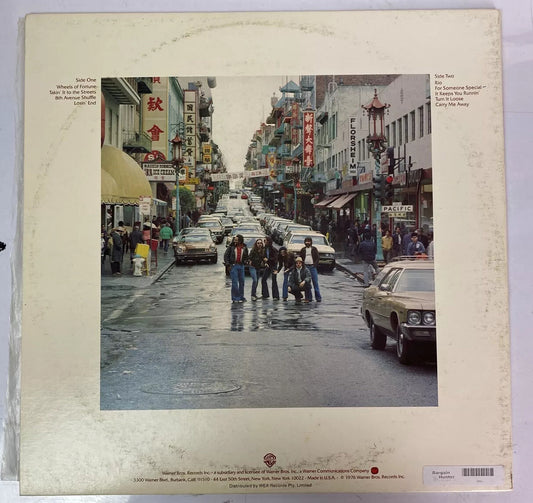 Side One
Wheels of Fortune
Takin' It to the Streets
8th Avenue Shuffle
Losin' End
Side Two
Rio
For Someone Special
It Keeps You Runnin'
Turn It Loose
Carry Me Away
歡
會
ICE CREAM
FLORSHEIM
PACIFIC
Warner Bros. Records Inc. • a subsidiary and licensee of Warner Bros. Inc., a Warner Communications Company
3300 Warner Blvd., Burbank, Calif. 91510 • 44 East 50th Street, New York, New York 10022 • Made in U.S.A. • © 1976 Warner Bros. Records Inc.
Distributed by WEA Records Pty. Limited
Bargain
Hunter